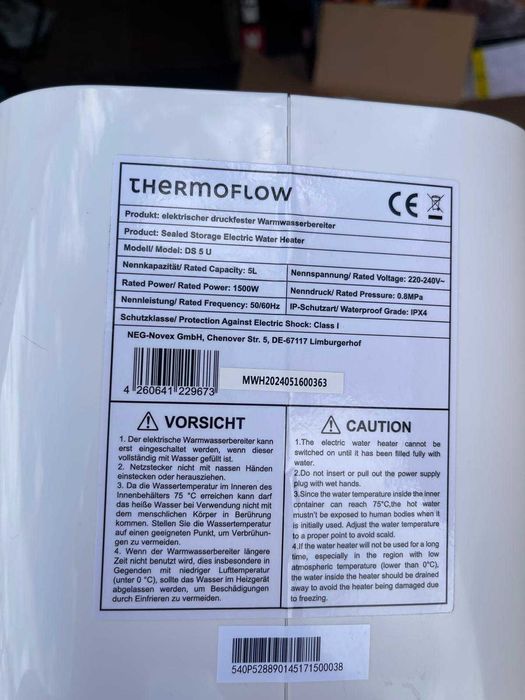 THERMOFLOW
CE
Produkt: elektrischer druckfester Warmwasserbereiter
Product: Sealed Storage Electric Water Heater
Modell/ Model: DS 5 U
Nennkapazität/ Rated Capacity: 5L
Nennspannung/ Rated Voltage: 220-240V~
Rated Power/ Rated Power: 1500W
Nenndruck/ Rated Pressure: 0.8MPa
Nennleistung/ Rated Frequency: 50/60Hz
IP-Schutzart/ Waterproof Grade: IPX4
Schutzklasse/ Protection Against Electric Shock: Class I
NEG-Novex GmbH, Chenover Str. 5, DE-67117 Limburgerhof
4 260641 229673
MWH2024051600363
VORSICHT
1. Der elektrische Warmwasserbereiter kann
erst eingeschaltet werden, wenn dieser
vollständig mit Wasser gefüllt ist.
2. Netzstecker nicht mit nassen Händen
einstecken oder herausziehen.
3. Da die Wassertemperatur im Inneren des
Innenbehälters 75 °C erreichen kann darf
das heiße Wasser bei Verwendung nicht mit
dem menschlichen Körper in Berührung
kommen. Stellen Sie die Wassertemperatur
auf einen geeigneten Punkt, um Verbrühun-
gen zu vermeiden.
4. Wenn der Warmwasserbereiter längere
Zeit nicht benutzt wird, dies insbesondere in
Gegenden mit niedriger Lufttemperatur
(unter 0 °C), sollte das Wasser im Heizgerät
abgelassen werden, um Beschädigungen
durch Einfrieren zu vermeiden.
CAUTION
1.The electric water heater cannot be
switched on until it has been filled fully with
water.
2.Do not insert or pull out the power supply
plug with wet hands.
3.Since the water temperature inside the inner
container can reach 75°C,the hot water
mustn't be exposed to human bodies when it
is initially used. Adjust the water temperature
to a proper point to avoid scald.
4.If the water heater will not be used for a long
time, especially in the region with low
atmospheric temperature (lower than 0°C),
the water inside the heater should be drained
away to avoid the heater being damaged due
to freezing.
540P528890145171500038